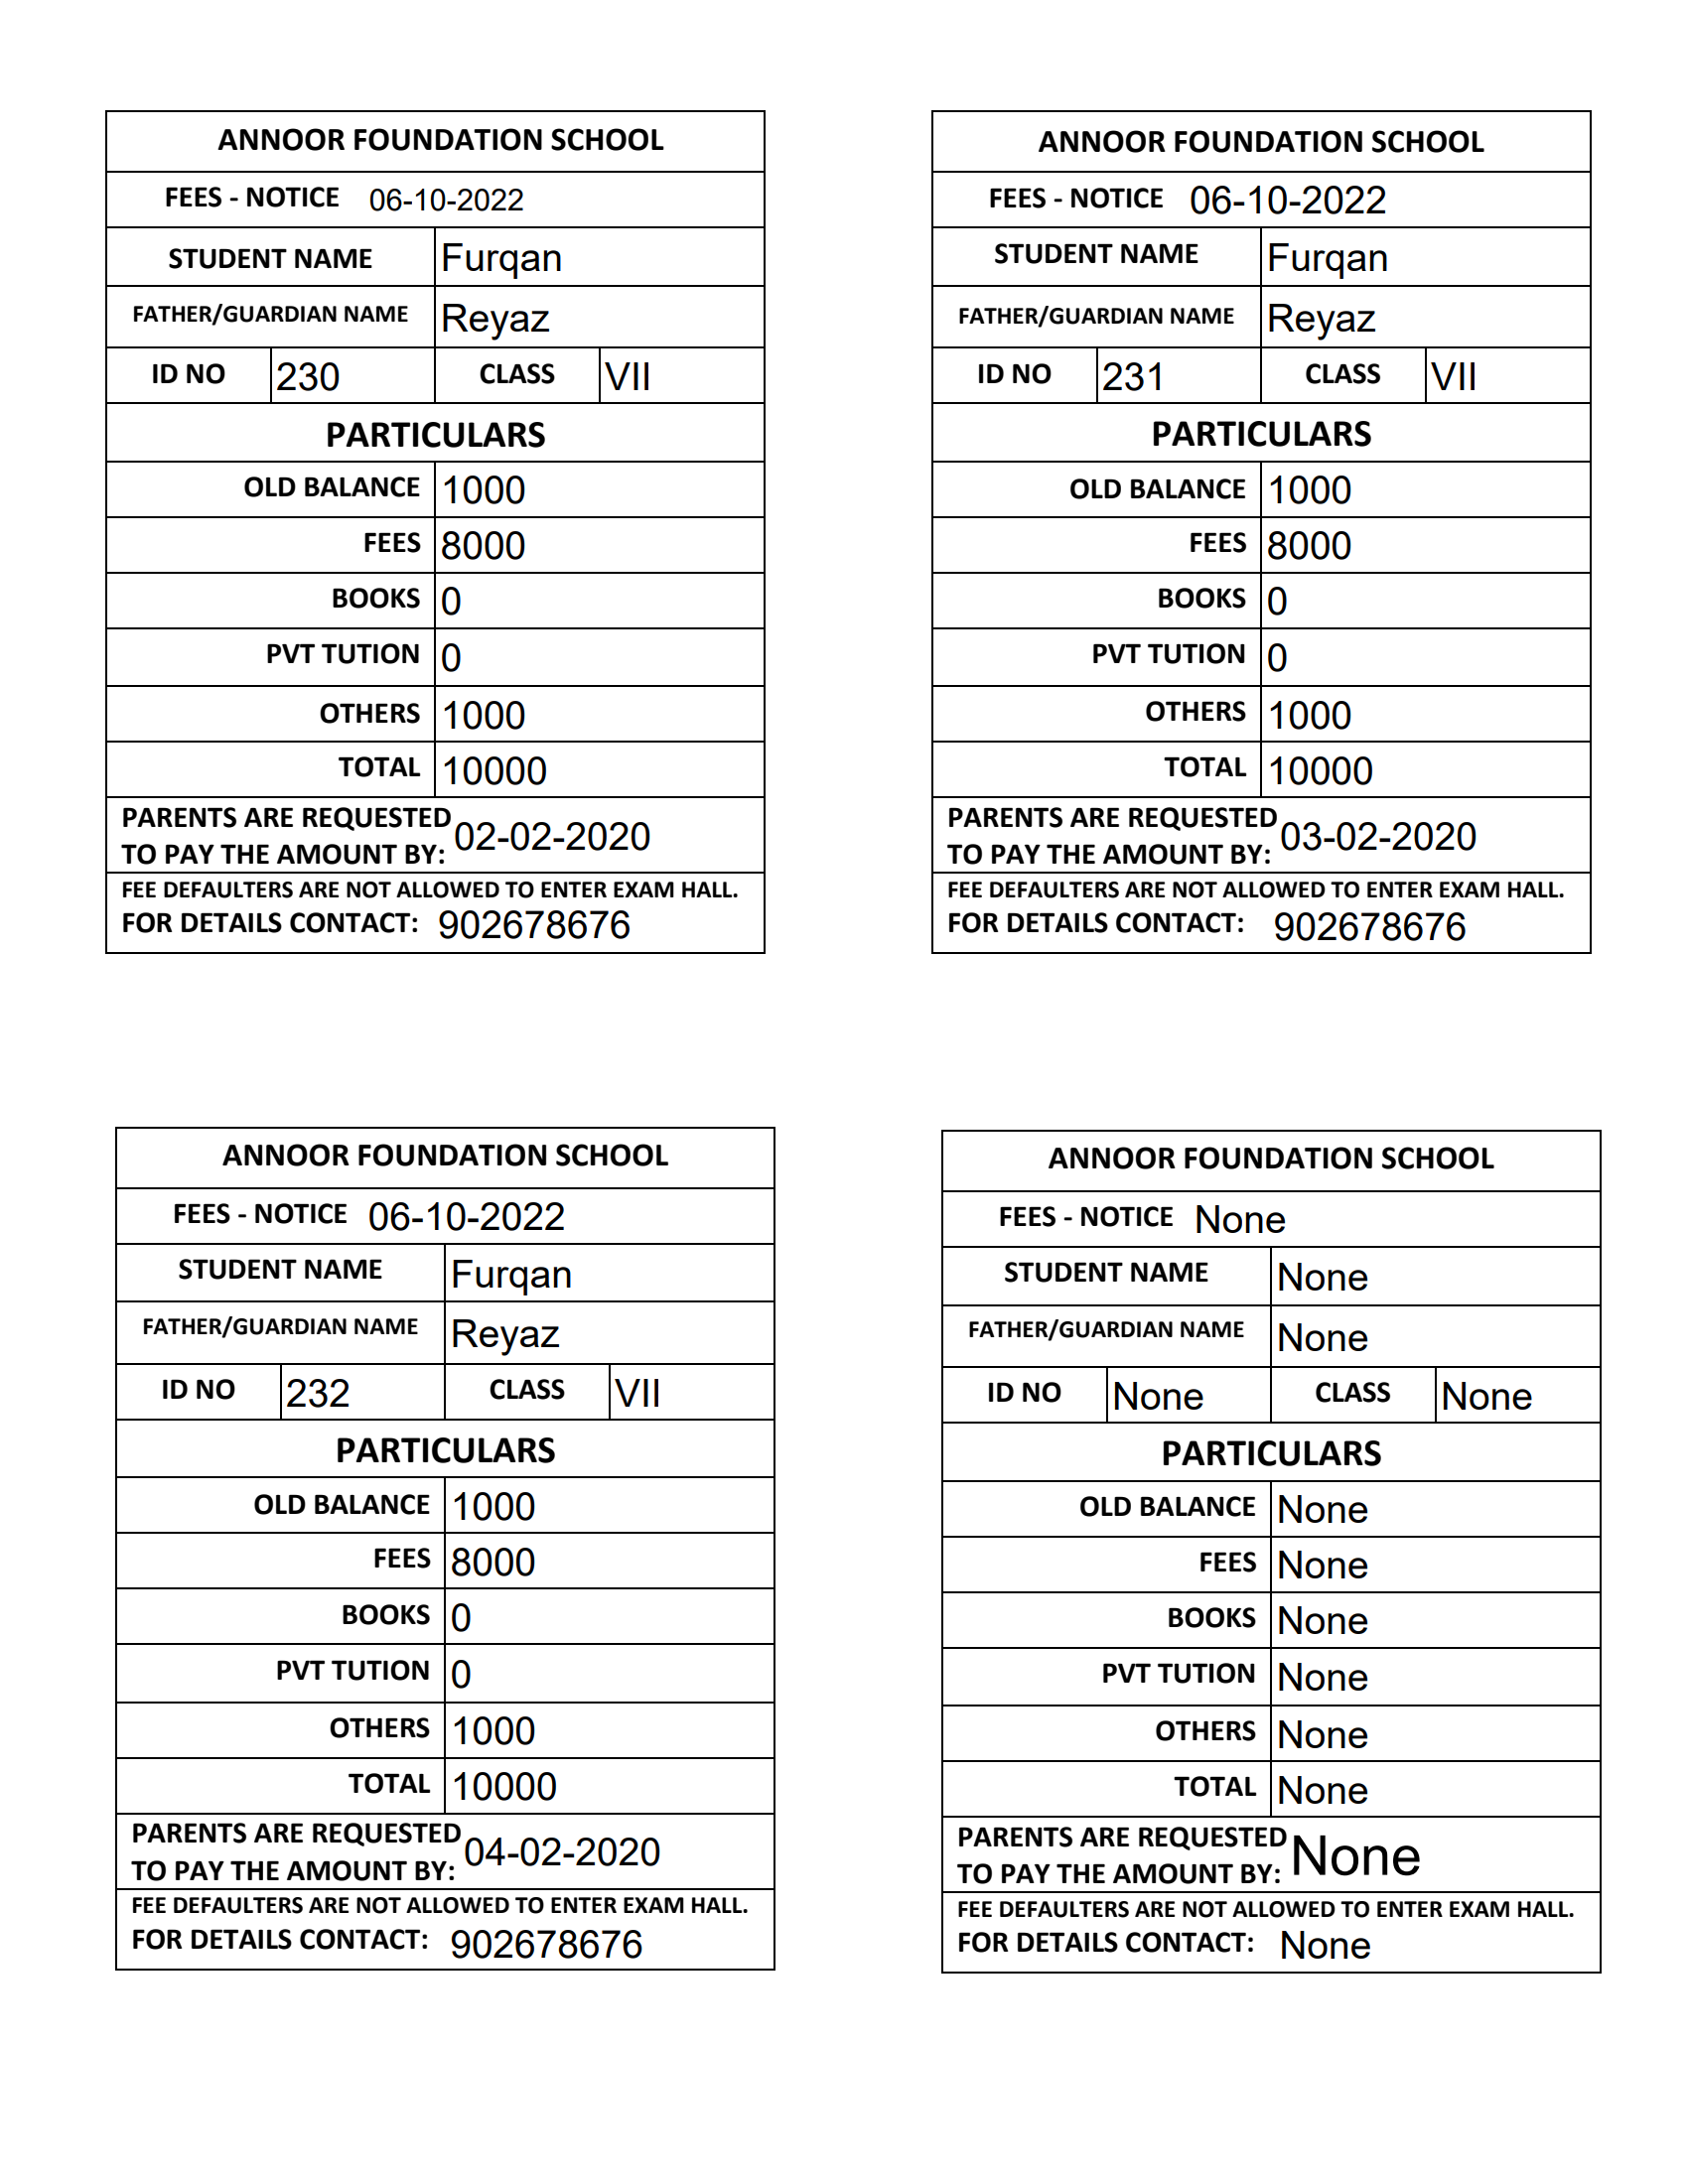 ANNOOR FOUNDATION SCHOOL
FEES - NOTICE 06-10-2022
STUDENT NAME Furqan
FATHER/GUARDIAN NAME Reyaz
ID NO 230 CLASS VII
PARTICULARS
OLD BALANCE 1000
FEES 8000
BOOKS 0
PVT TUTION 0
OTHERS 1000
TOTAL 10000
PARENTS ARE REQUESTED
TO PAY THE AMOUNT BY: 02-02-2020
FEE DEFAULTERS ARE NOT ALLOWED TO ENTER EXAM HALL.
FOR DETAILS CONTACT: 902678676
ANNOOR FOUNDATION SCHOOL
FEES - NOTICE 06-10-2022
STUDENT NAME Furqan
FATHER/GUARDIAN NAME Reyaz
ID NO 231 CLASS VII
PARTICULARS
OLD BALANCE 1000
FEES 8000
BOOKS 0
PVT TUTION 0
OTHERS 1000
TOTAL 10000
PARENTS ARE REQUESTED
TO PAY THE AMOUNT BY: 03-02-2020
FEE DEFAULTERS ARE NOT ALLOWED TO ENTER EXAM HALL.
FOR DETAILS CONTACT: 902678676
ANNOOR FOUNDATION SCHOOL
FEES - NOTICE 06-10-2022
STUDENT NAME Furqan
FATHER/GUARDIAN NAME Reyaz
ID NO 232 CLASS VII
PARTICULARS
OLD BALANCE 1000
FEES 8000
BOOKS 0
PVT TUTION 0
OTHERS 1000
TOTAL 10000
PARENTS ARE REQUESTED
TO PAY THE AMOUNT BY: 04-02-2020
FEE DEFAULTERS ARE NOT ALLOWED TO ENTER EXAM HALL.
FOR DETAILS CONTACT: 902678676
ANNOOR FOUNDATION SCHOOL
FEES - NOTICE None
STUDENT NAME None
FATHER/GUARDIAN NAME None
ID NO None CLASS None
PARTICULARS
OLD BALANCE None
FEES None
BOOKS None
PVT TUTION None
OTHERS None
TOTAL None
PARENTS ARE REQUESTED
TO PAY THE AMOUNT BY: None
FEE DEFAULTERS ARE NOT ALLOWED TO ENTER EXAM HALL.
FOR DETAILS CONTACT: None